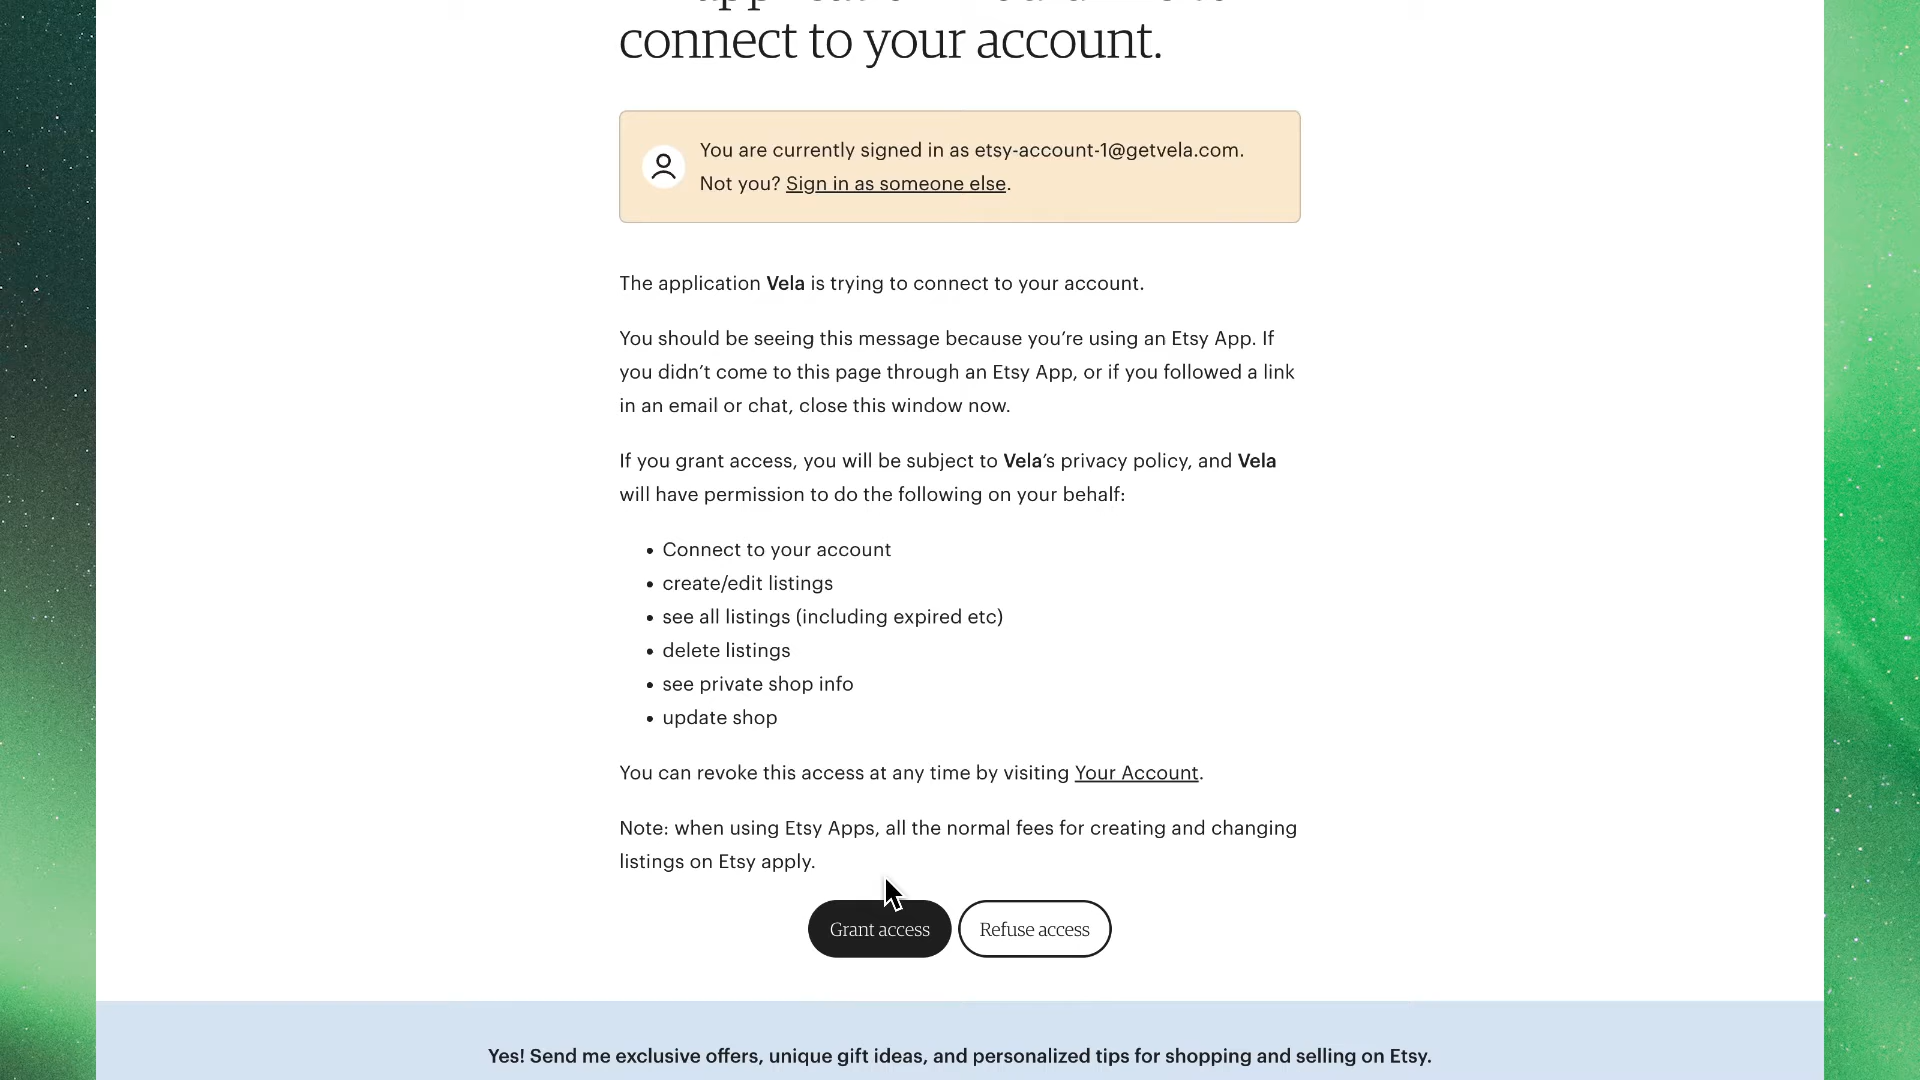 connect to your account.
You are currently signed in as etsy-account-1@getvela.com.
Not you? Sign in as someone else.
The application Vela is trying to connect to your account.
You should be seeing this message because you’re using an Etsy App. If
you didn’t come to this page through an Etsy App, or if you followed a link
in an email or chat, close this window now.
If you grant access, you will be subject to Vela’s privacy policy, and Vela
will have permission to do the following on your behalf:
• Connect to your account
• create/edit listings
• see all listings (including expired etc)
• delete listings
• see private shop info
• update shop
You can revoke this access at any time by visiting Your Account.
Note: when using Etsy Apps, all the normal fees for creating and changing
listings on Etsy apply.
Grant access Refuse access
Yes! Send me exclusive offers, unique gift ideas, and personalized tips for shopping and selling on Etsy.